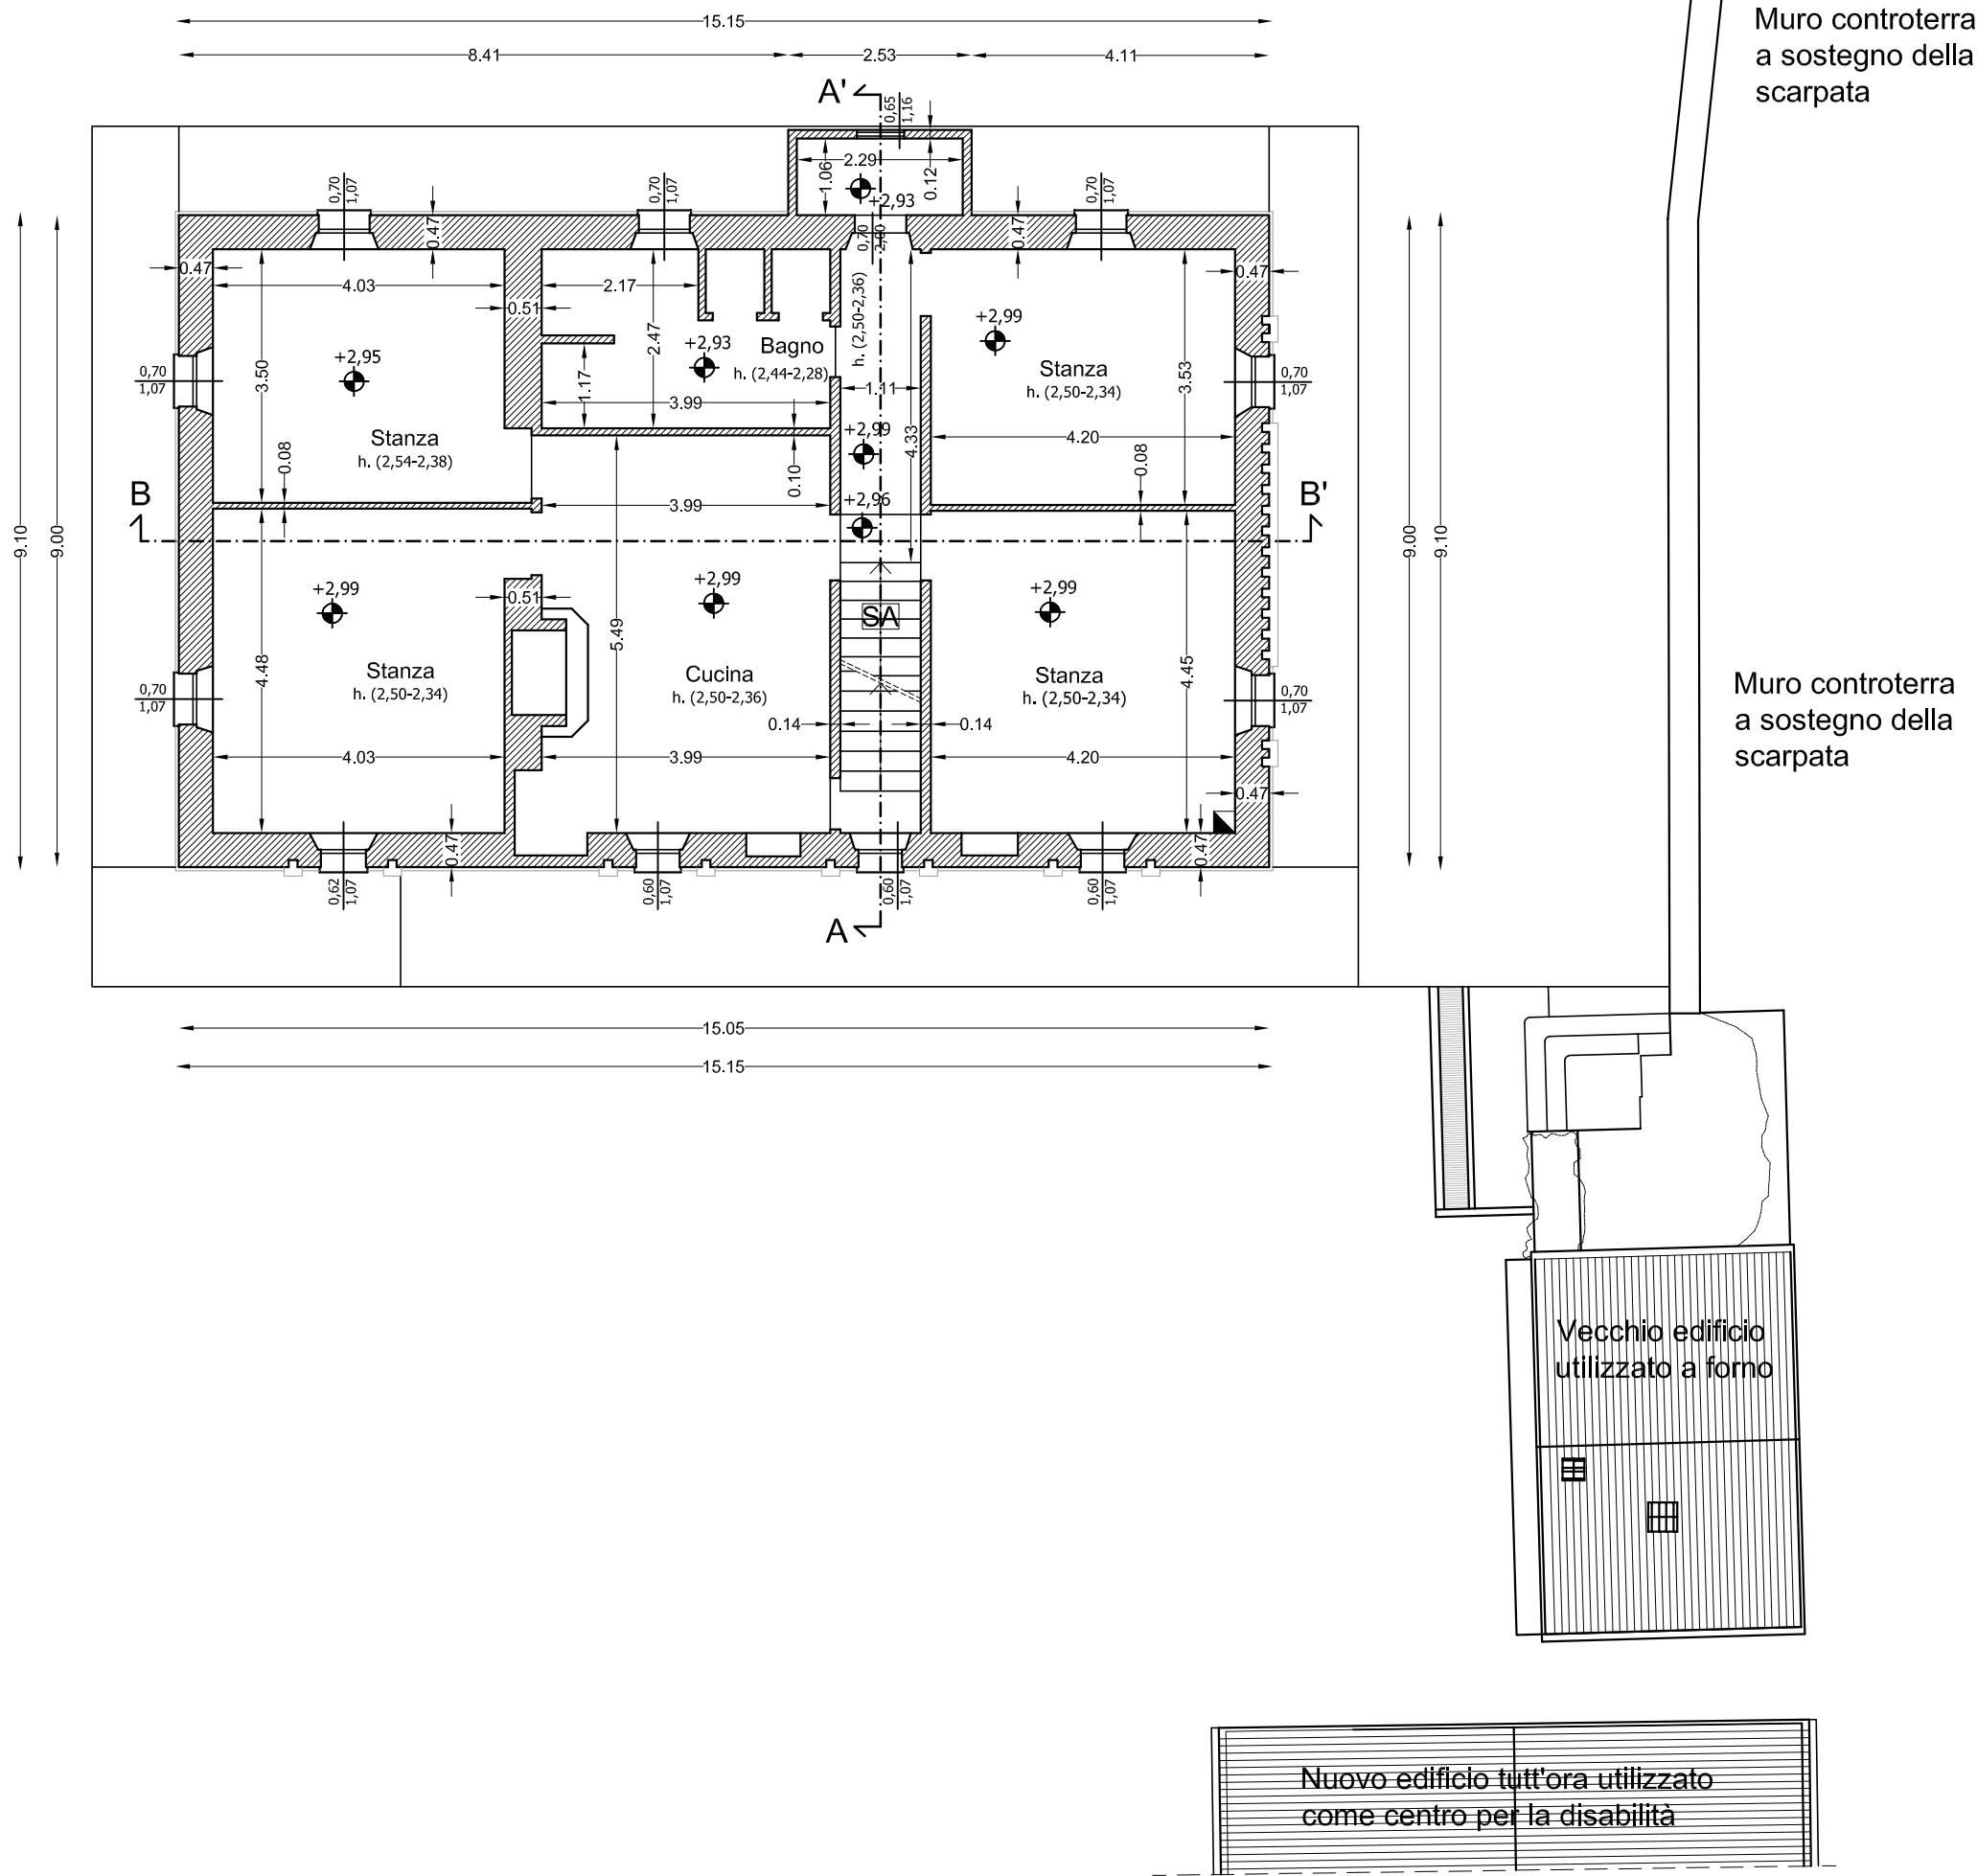 15.15
Muro controterra
a sostegno della
scarpata
8.41
2.53
4.11
A'
0,65
1,16
2.29
1.06
0.12
+2,93
0,70
1,07
0,70
1,07
0,70
1,07
0.47
0.47
0,70
2,00
0.47
0.47
4.03
0.51
2.17
h. (2,50-2,36)
2.47
+2,95
+2,93
Bagno
h. (2,44-2,28)
+2,99
Stanza
h. (2,50-2,34)
0,70
1,07
3.50
1.17
1.11
3.53
0,70
1,07
3.99
Stanza
h. (2,54-2,38)
+2,99
4.33
4.20
0.08
0.10
0.08
B
3.99
+2,96
B'
9.10
9.00
9.00
9.10
+2,99
0.51
+2,99
+2,99
SA
5.49
4.48
Stanza
h. (2,50-2,34)
Cucina
h. (2,50-2,36)
Stanza
h. (2,50-2,34)
4.45
0,70
1,07
0,70
1,07
Muro controterra
a sostegno della
scarpata
0.14
0.14
4.03
3.99
4.20
0.47
0.47
0.47
0,62
1,07
0,60
1,07
0,60
1,07
0,60
1,07
A
15.05
15.15
Vecchio edificio
utilizzato a forno
Nuovo edificio tutt'ora utilizzato
come centro per la disabilità